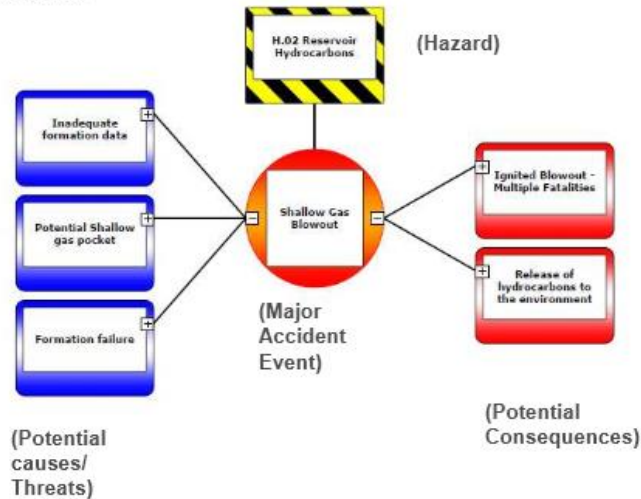 H.02 Reservoir
Hydrocarbons
(Hazard)
Inadequate
formation data
Potential Shallow
gas pocket
Formation failure
Shallow Gas
Blowout
Ignited Blowout -
Multiple Fatalities
Release of
hydrocarbons to
the environment
(Major
Accident
Event)
(Potential
causes/
Threats)
(Potential
Consequences)